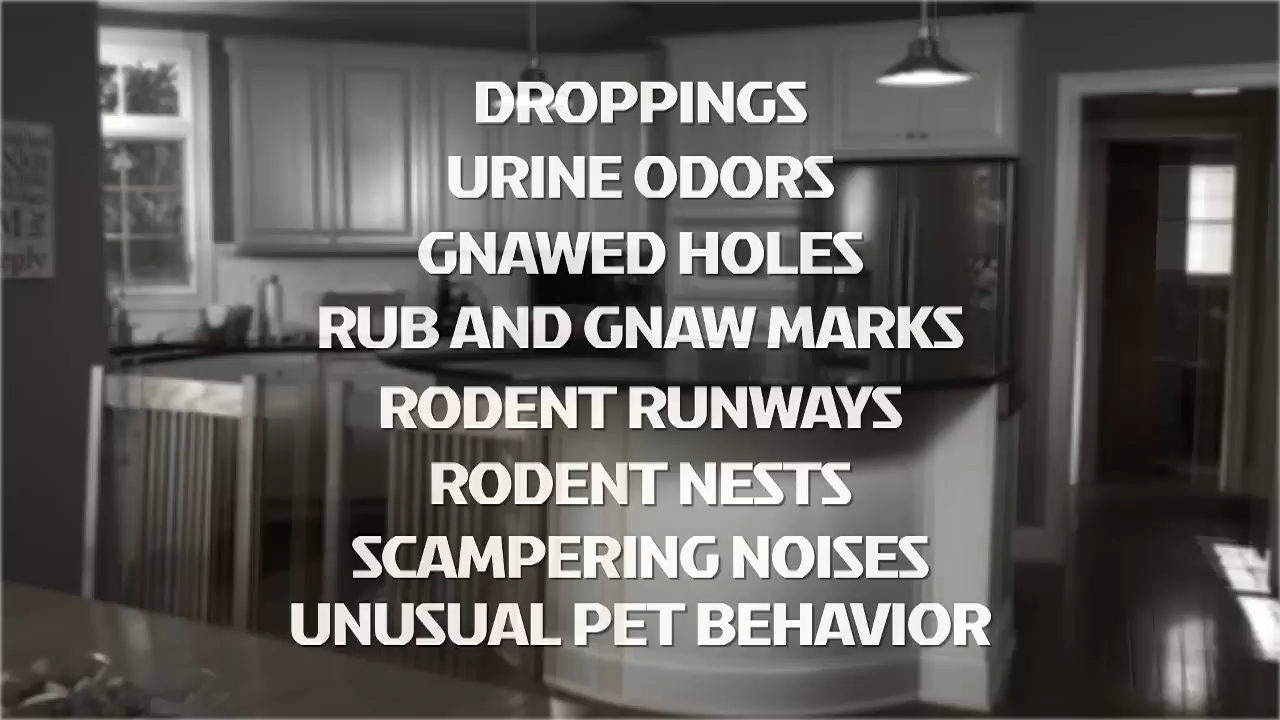 DROPPINGS
URINE ODORS
GNAWED HOLES
RUB AND GNAW MARKS
RODENT RUNWAYS
RODENT NESTS
SCAMPERING NOISES
UNUSUAL PET BEHAVIOR